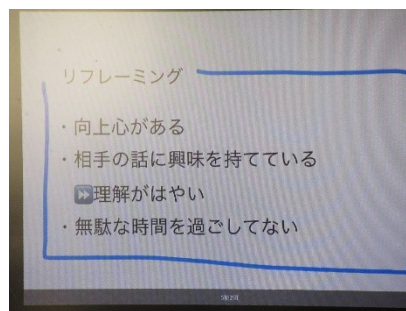 リフレーミング
・向上心がある
・相手の話に興味を持てている
⏩理解がはやい
・無駄な時間を過ごしてない